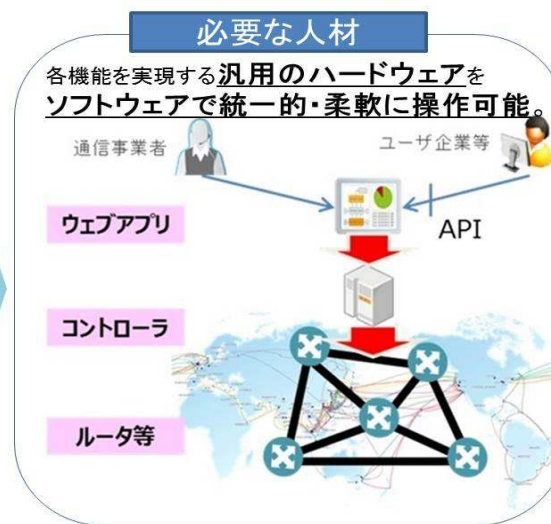 必要な人材
各機能を実現する汎用のハードウェアを
ソフトウェアで統一的・柔軟に操作可能。
通信事業者
ユーザ企業等
ウェブアプリ
API
コントローラ
ルータ等